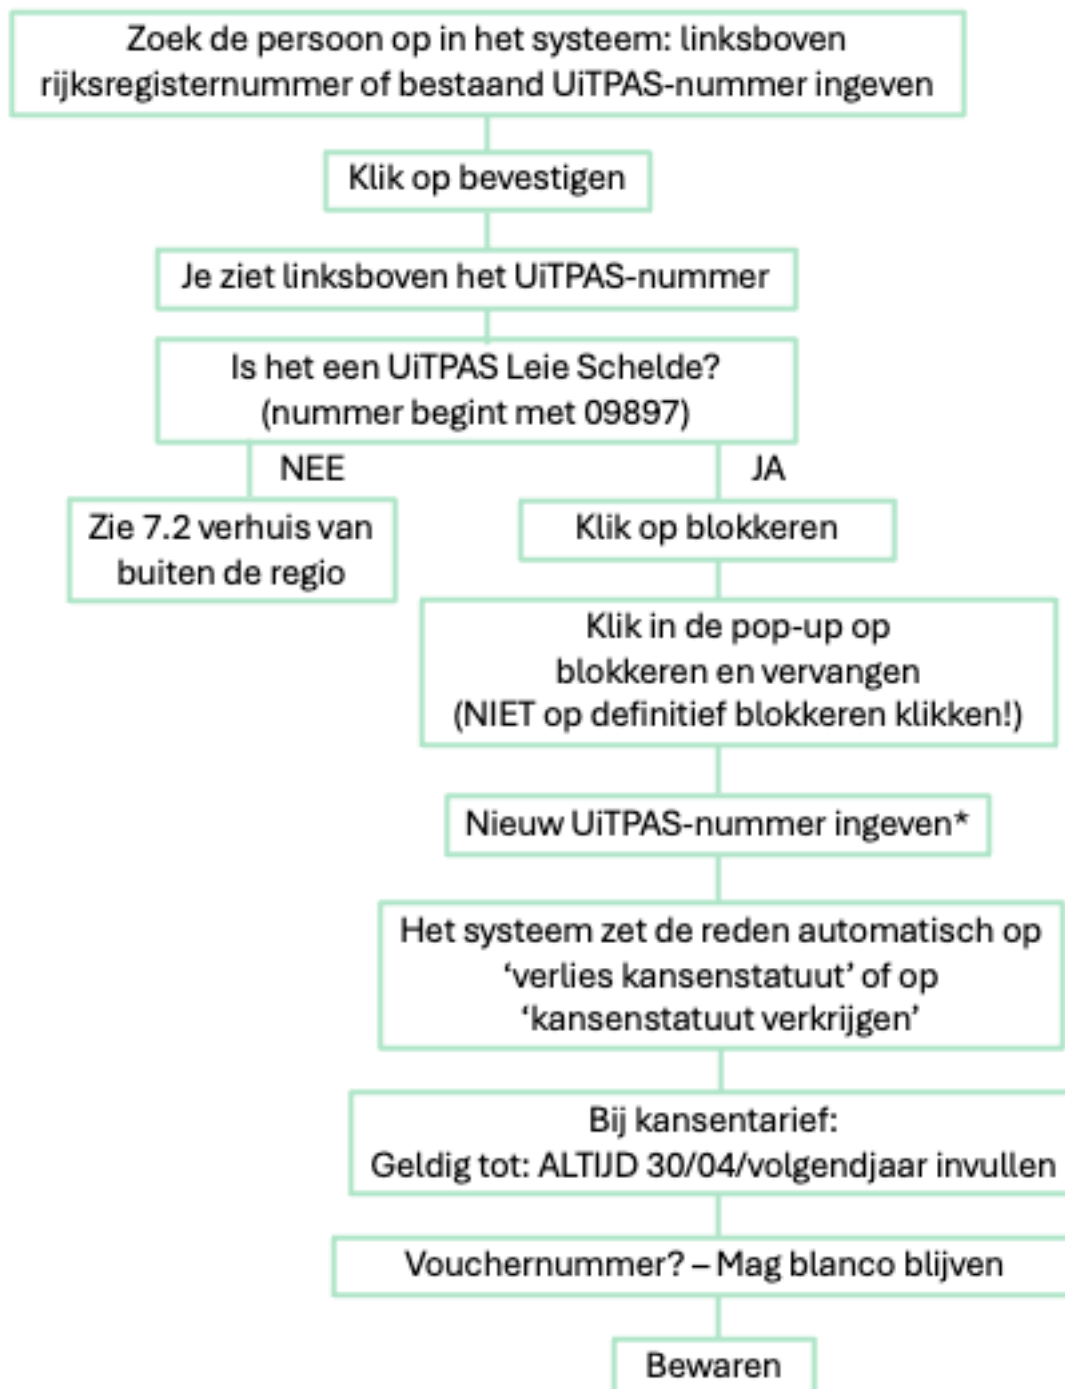 Zoek de persoon op in het systeem: linksboven
rijksregisternummer of bestaand UiTPAS-nummer ingeven
Klik op bevestigen
Je ziet linksboven het UiTPAS-nummer
Is het een UiTPAS Leie Schelde?
(nummer begint met 09897)
NEE
JA
Zie 7.2 verhuis van
buiten de regio
Klik op blokkeren
Klik in de pop-up op
blokkeren en vervangen
(NIET op definitief blokkeren klikken!)
Nieuw UiTPAS-nummer ingeven*
Het systeem zet de reden automatisch op
‘verlies kansenstatuut’ of op
‘kansenstatuut verkrijgen’
Bij kansentarief:
Geldig tot: ALTIJD 30/04/volgendjaar invullen
Vouchernummer? – Mag blanco blijven
Bewaren